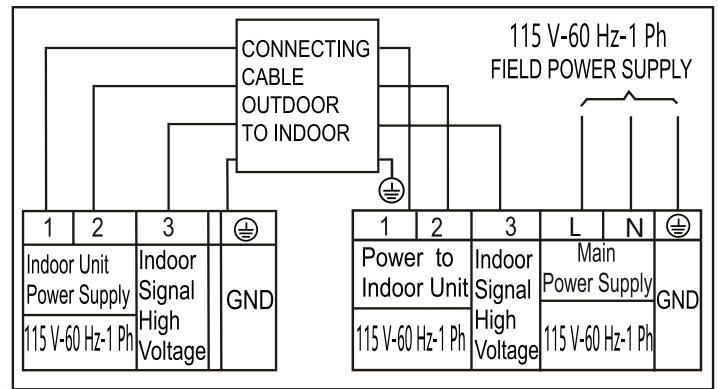 CONNECTING
CABLE
OUTDOOR
TO INDOOR
115 V-60 Hz-1 Ph
FIELD POWER SUPPLY
1 2 3
Indoor Unit
Power Supply
115 V-60 Hz-1 Ph
Indoor
Signal
High
Voltage
GND
1 2 3 L N
Power to
Indoor Unit
115 V-60 Hz-1 Ph
Indoor
Signal
High
Voltage
Main
Power Supply
115 V-60 Hz-1 Ph
GND